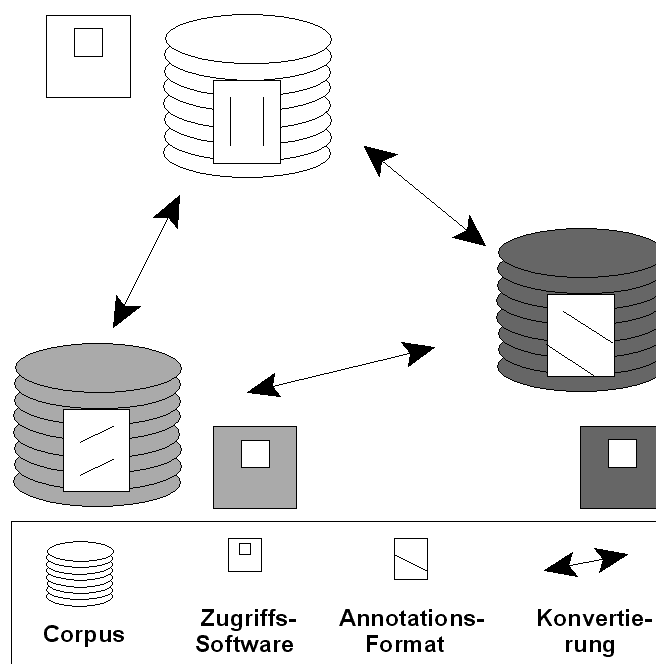 Corpus
Zugriffs-
Software
Annotations-
Format
Konvertie-
rung